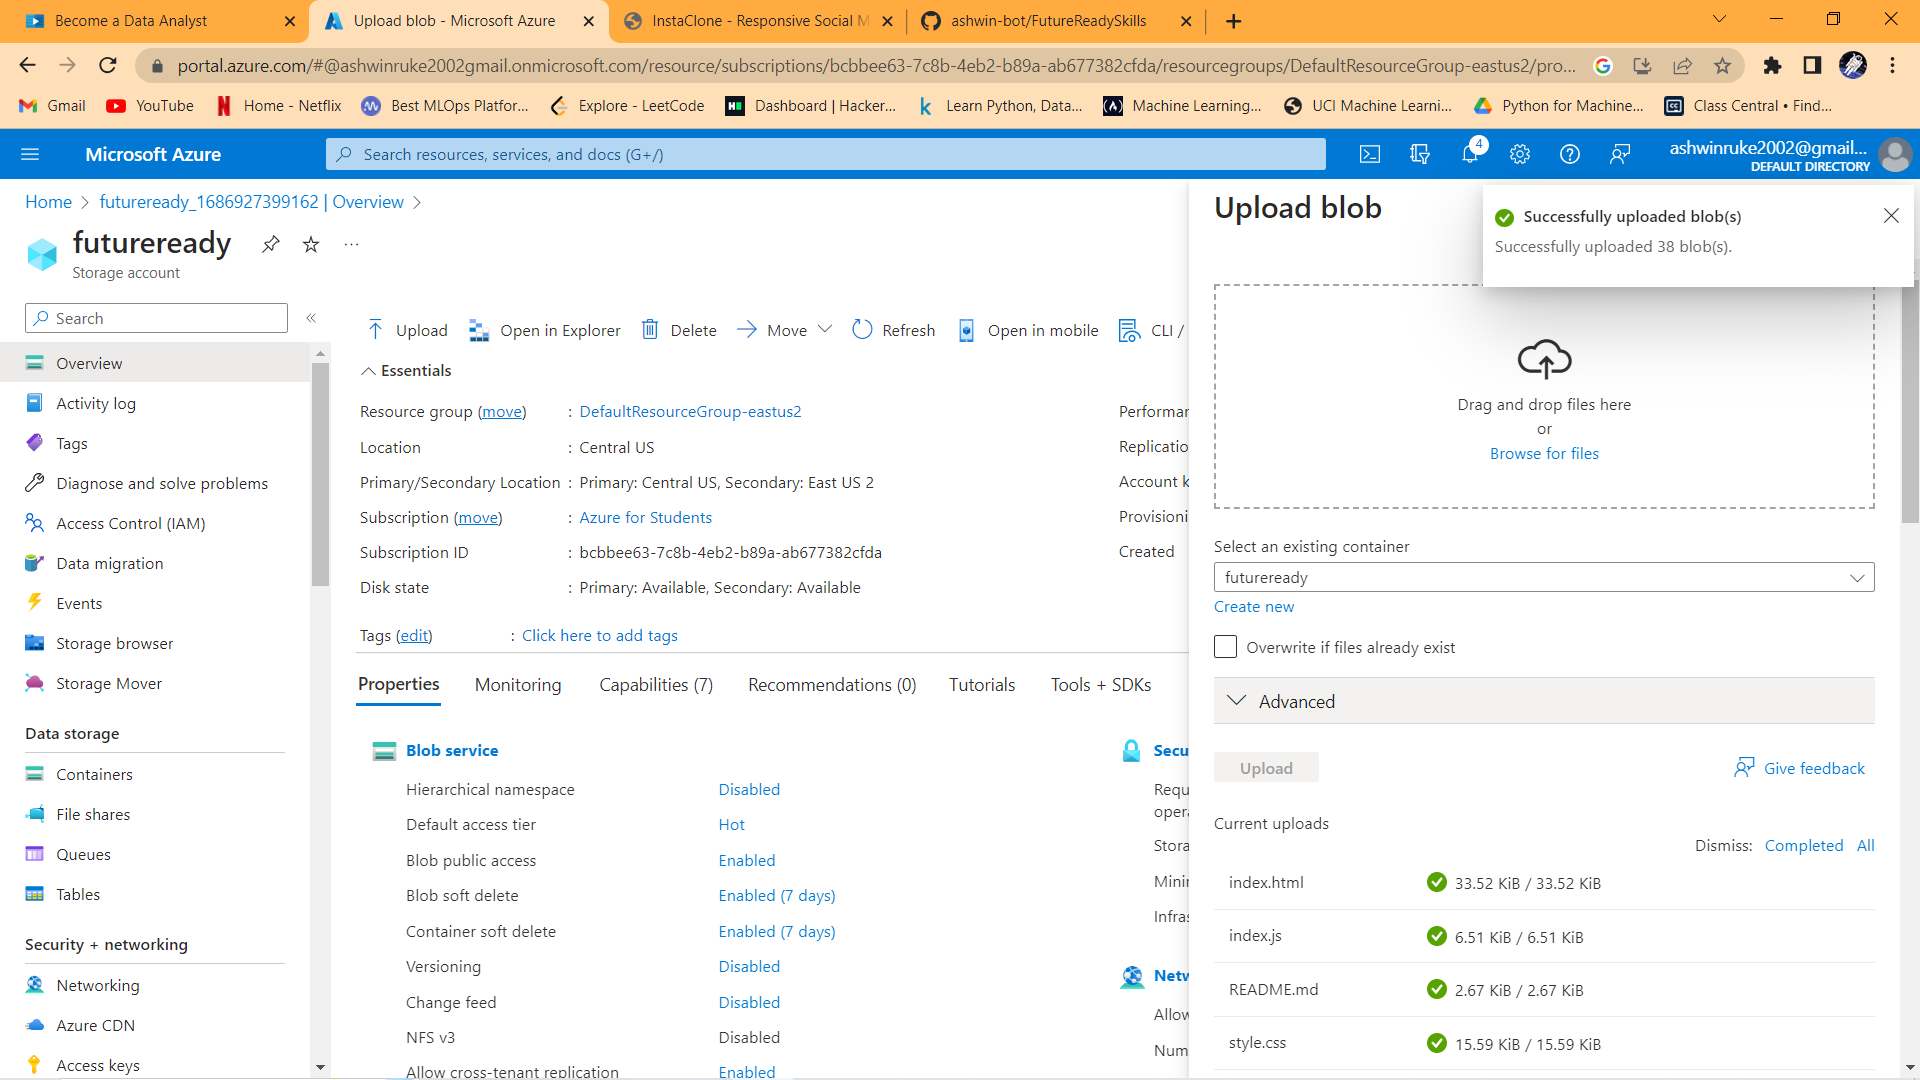 Become a Data Analyst
Upload blob - Microsoft Azure
InstaClone - Responsive Social M
ashwin-bot/FutureReadySkills
portal.azure.com/#@ashwinruke2002gmail.onmicrosoft.com/resource/subscriptions/bcbbee63-7c8b-4eb2-b89a-ab677382cfda/resourcegroups/DefaultResourceGroup-eastus2/pro...
Gmail
YouTube
Home - Netflix
Best MLOps Platfor...
Explore - LeetCode
Dashboard | Hacker...
Learn Python, Data...
Machine Learning...
UCI Machine Learni...
Python for Machine...
Class Central • Find...
Microsoft Azure
Search resources, services, and docs (G+/)
4
ashwinruke2002@gmail....
DEFAULT DIRECTORY
Home > futureready_1686927399162 | Overview >
futureready
Storage account
Search
Overview
Activity log
Tags
Diagnose and solve problems
Access Control (IAM)
Data migration
Events
Storage browser
Storage Mover
Data storage
Containers
File shares
Queues
Tables
Security + networking
Networking
Azure CDN
Access keys
Upload
Open in Explorer
Delete
Move
Refresh
Open in mobile
CLI /
Essentials
Resource group (move) : DefaultResourceGroup-eastus2
Location : Central US
Primary/Secondary Location : Primary: Central US, Secondary: East US 2
Subscription (move) : Azure for Students
Subscription ID : bcbbee63-7c8b-4eb2-b89a-ab677382cfda
Disk state : Primary: Available, Secondary: Available
Tags (edit) : Click here to add tags
Performar
Replicatio
Account k
Provisioni
Created
Properties
Monitoring
Capabilities (7)
Recommendations (0)
Tutorials
Tools + SDKs
Blob service
Hierarchical namespace Disabled
Default access tier Hot
Blob public access Enabled
Blob soft delete Enabled (7 days)
Container soft delete Enabled (7 days)
Versioning Disabled
Change feed Disabled
NFS v3 Disabled
Allow cross-tenant replication Enabled
Secu
Requ
opera
Stora
Minir
Infras
Netw
Allow
Num
Upload blob
Successfully uploaded blob(s)
Successfully uploaded 38 blob(s).
Drag and drop files here
or
Browse for files
Select an existing container
futureready
Create new
Overwrite if files already exist
Advanced
Upload
Give feedback
Current uploads
Dismiss: Completed All
index.html 33.52 KiB / 33.52 KiB
index.js 6.51 KiB / 6.51 KiB
README.md 2.67 KiB / 2.67 KiB
style.css 15.59 KiB / 15.59 KiB